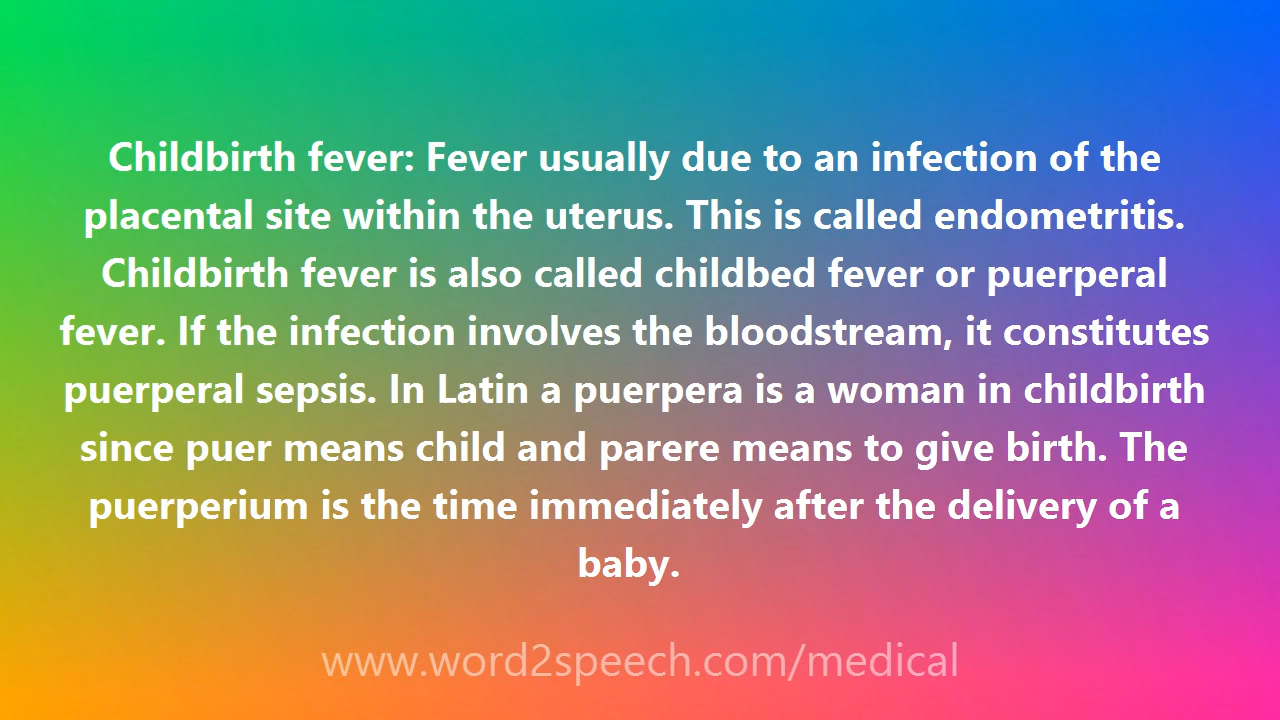 Childbirth fever: Fever usually due to an infection of the
placental site within the uterus. This is called endometritis.
Childbirth fever is also called childbed fever or puerperal
fever. If the infection involves the bloodstream, it constitutes
puerperal sepsis. In Latin a puerpera is a woman in childbirth
since puer means child and parere means to give birth. The
puerperium is the time immediately after the delivery of a
baby.
www.word2speech.com/medical